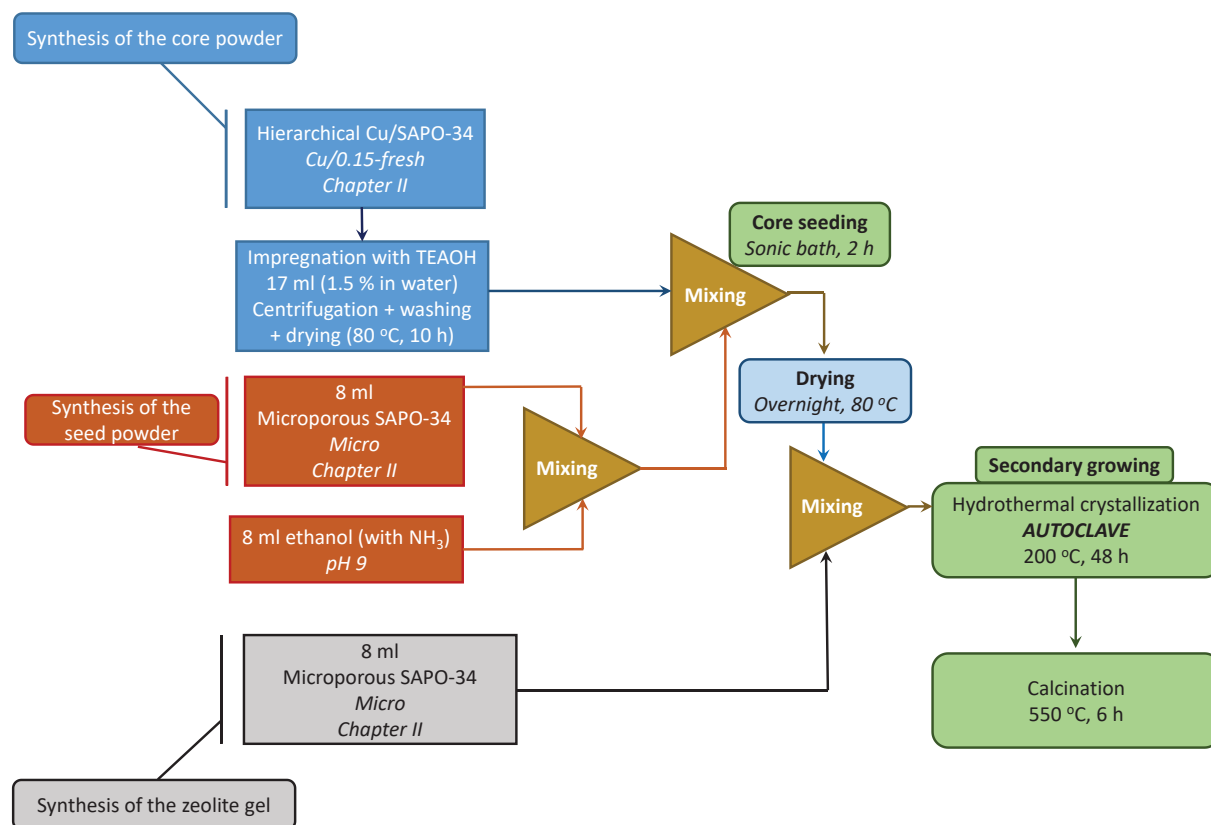 Synthesis of the core powder
Hierarchical Cu/SAPO-34
Cu/0.15-fresh
Chapter II
Impregnation with TEAOH
17 ml (1.5 % in water)
Centrifugation + washing
+ drying (80 °C, 10 h)
Core seeding
Sonic bath, 2 h
Mixing
Drying
Overnight, 80 °C
Synthesis of the
seed powder
8 ml
Microporous SAPO-34
Micro
Chapter II
Mixing
8 ml ethanol (with NH₃)
pH 9
Mixing
Secondary growing
Hydrothermal crystallization
AUTOCLAVE
200 °C, 48 h
8 ml
Microporous SAPO-34
Micro
Chapter II
Calcination
550 °C, 6 h
Synthesis of the zeolite gel